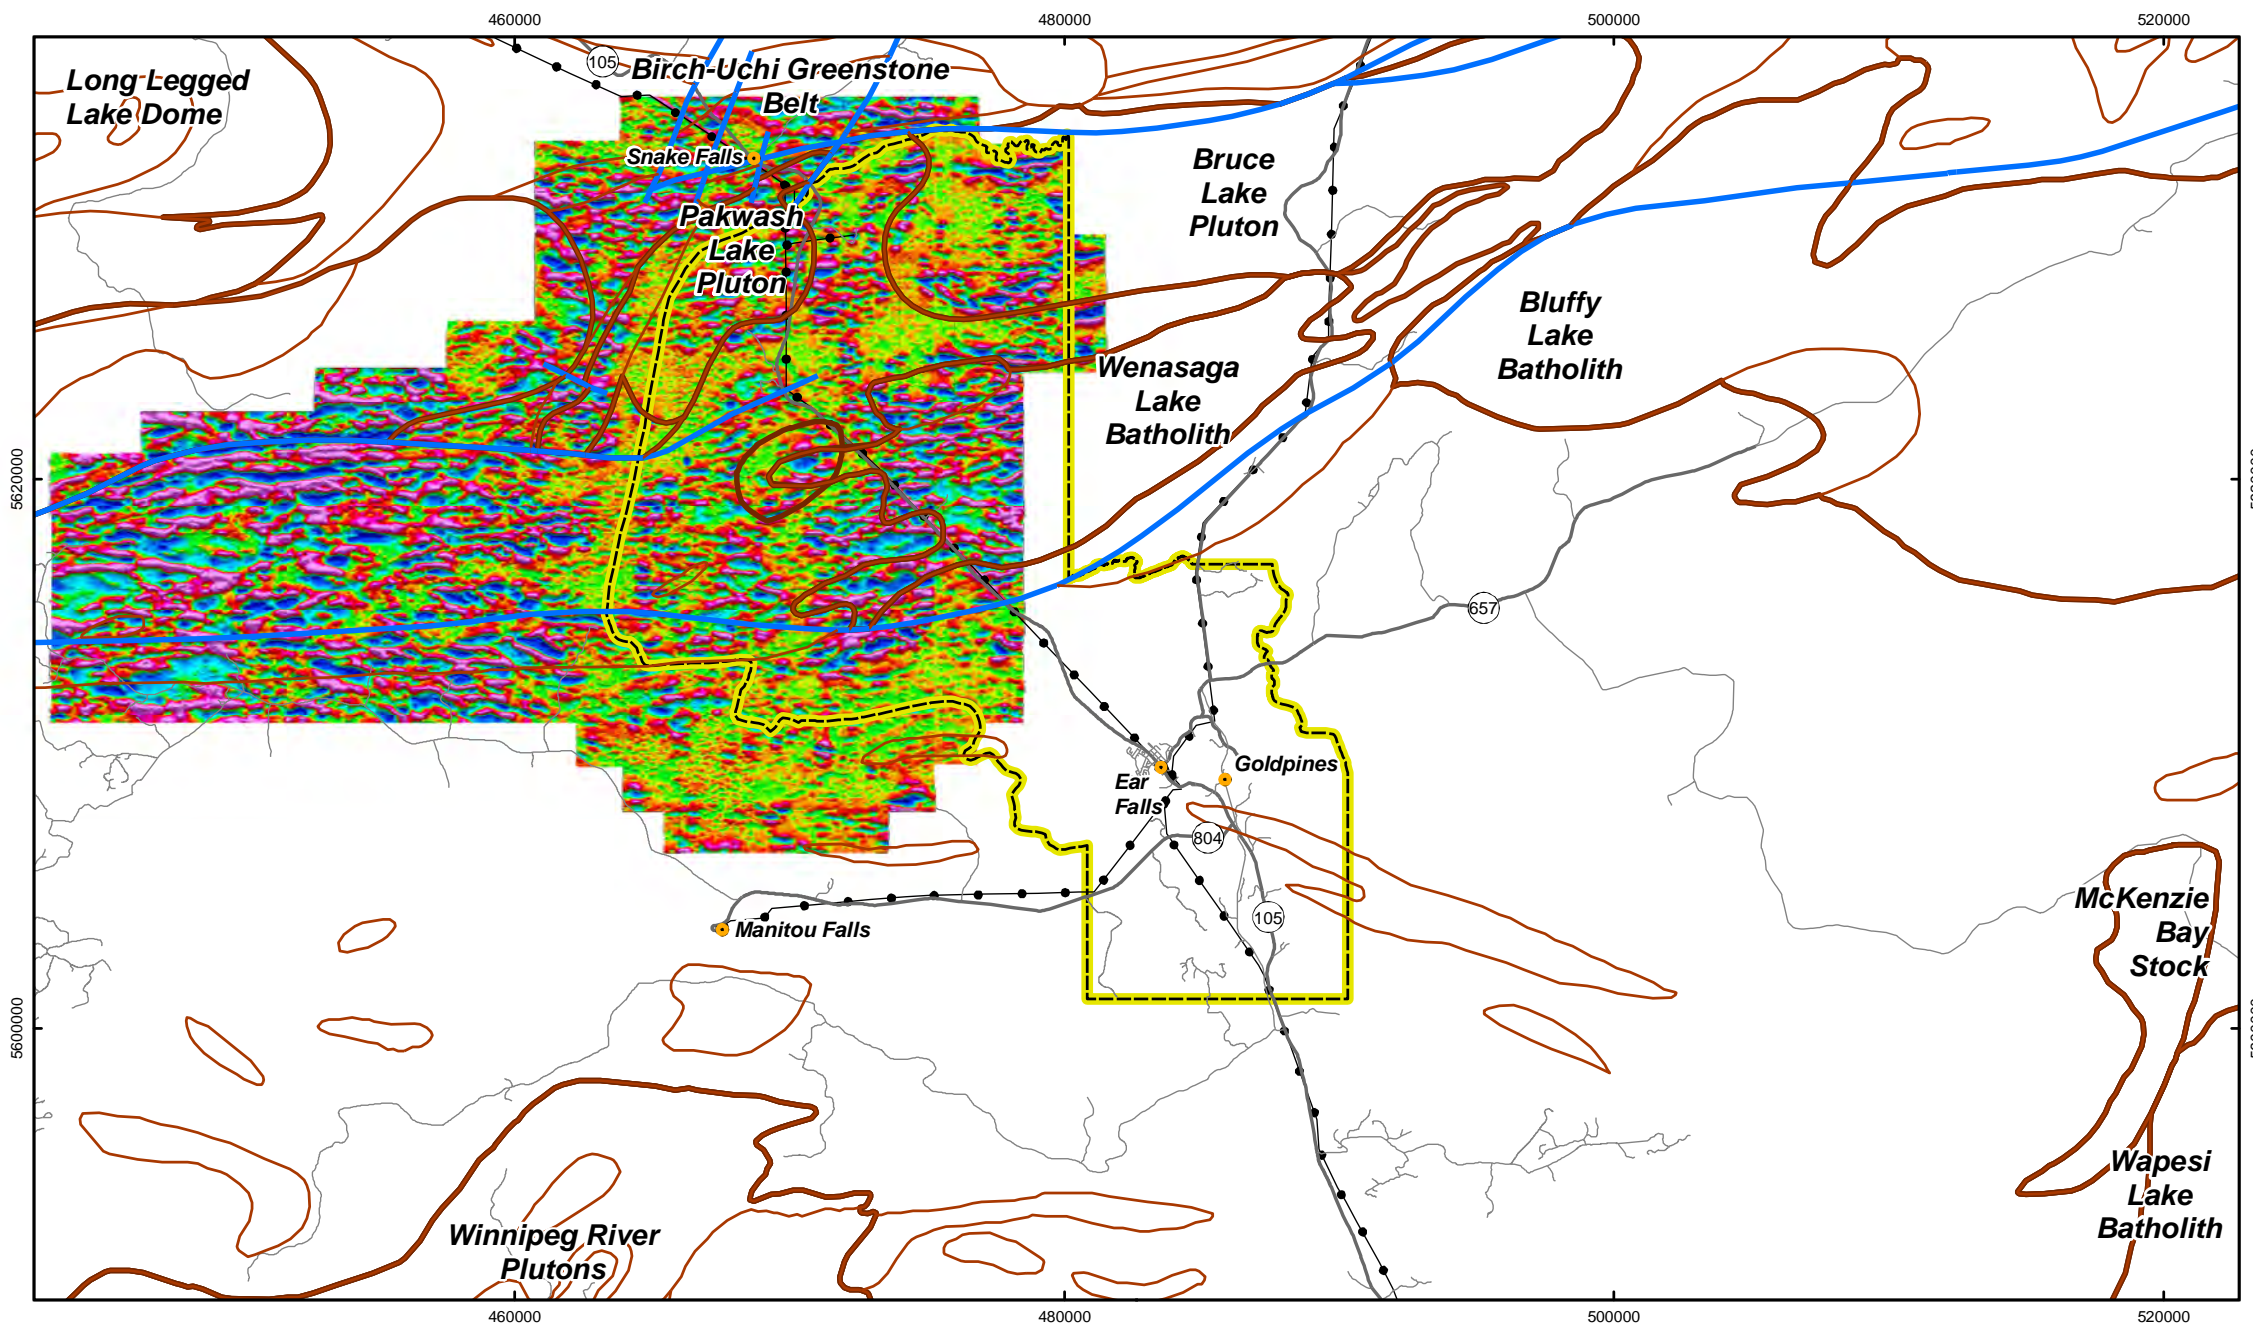 460000
480000
500000
520000
Long Legged
Lake Dome
105
Birch-Uchi Greenstone
Belt
Snake Falls
Bruce
Lake
Pluton
Pakwash
Lake
Pluton
Bluffy
Lake
Batholith
Wenasaga
Lake
Batholith
5620000
657
Goldpines
Ear
Falls
804
McKenzie
Bay
Stock
105
Manitou Falls
5600000
Wapesi
Lake
Batholith
Winnipeg River
Plutons
460000
480000
500000
520000